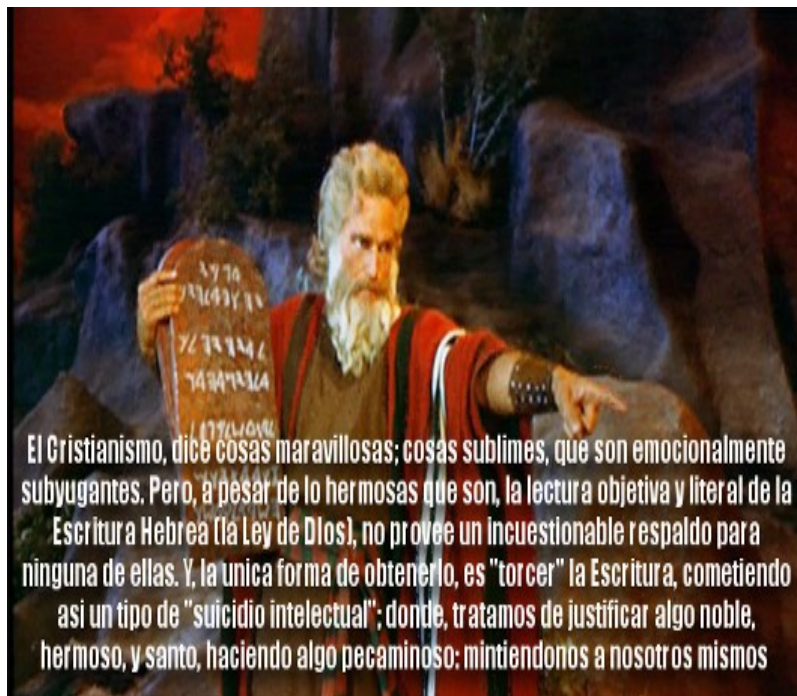 El Cristianismo, dice cosas maravillosas; cosas sublimes, que son emocionalmente
subyugantes. Pero, a pesar de lo hermosas que son, la lectura objetiva y literal de la
Escritura Hebrea (la Ley de DIos), no provee un incuestionable respaldo para
ninguna de ellas. Y, la unica forma de obtenerlo, es "torcer" la Escritura, cometiendo
asi un tipo de "suicidio intelectual"; donde, tratamos de justificar algo noble,
hermoso, y santo, haciendo algo pecaminoso: mintiendonos a nosotros mismos